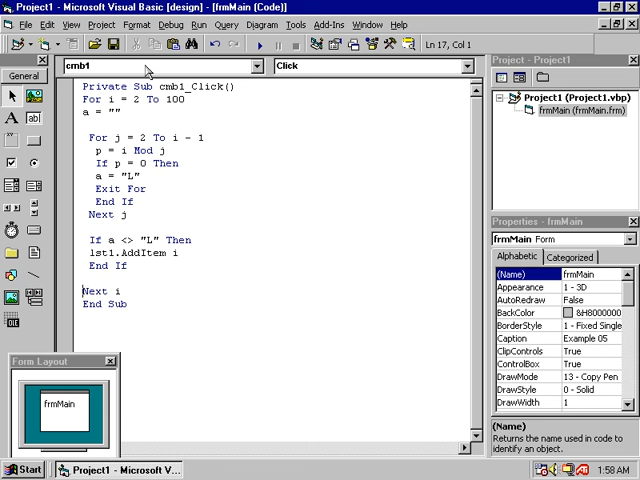 Project1 - Microsoft Visual Basic [design] - [frmMain (Code)]
File Edit View Project Format Debug Run Query Diagram Tools Add-Ins Window Help
Ln 17, Col 1
General
A
ab|
cmb1
Click
Private Sub cmb1_Click()
For i = 2 To 100
a = ""
For j = 2 To i - 1
p = i Mod j
If p = 0 Then
a = "L"
Exit For
End If
Next j
If a <> "L" Then
lst1.AddItem i
End If
Next i
End Sub
Form Layout
frmMain
Project - Project1
Project1 (Project1.vbp)
frmMain (frmMain.frm)
Properties - frmMain
frmMain Form
Alphabetic Categorized
(Name) frmMain
Appearance 1 - 3D
AutoRedraw False
BackColor &H8000000
BorderStyle 1 - Fixed Single
Caption Example 05
ClipControls True
ControlBox True
DrawMode 13 - Copy Pen
DrawStyle 0 - Solid
DrawWidth 1
(Name)
Returns the name used in code to
identify an object.
Start
Project1 - Microsoft V...
1:58 AM